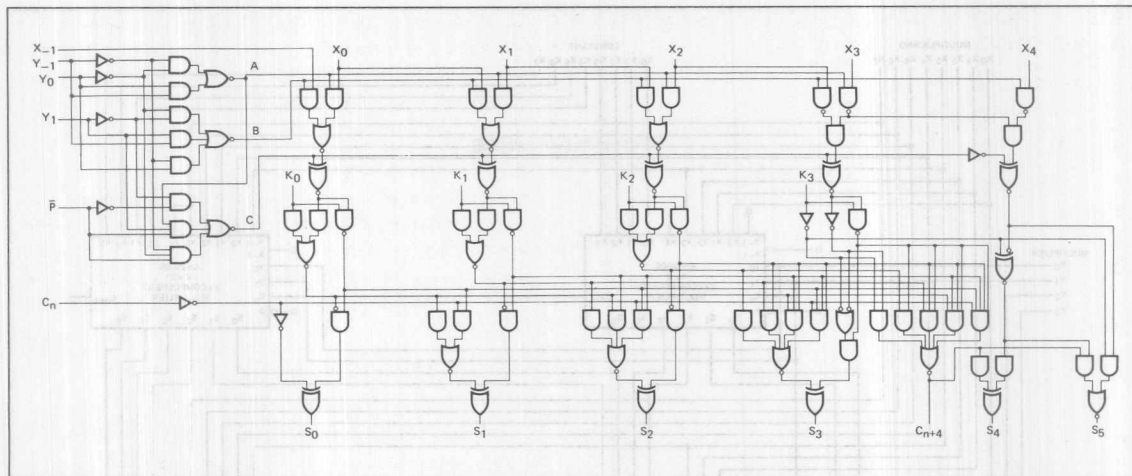 X₋₁ X₀ X₁ X₂ X₃ X₄
Y₋₁
Y₀
A
Y₁
B
K₀ K₁ K₂ K₃
P̄
C
Cₙ
S₀ S₁ S₂ S₃ Cₙ₊₄ S₄ S₅